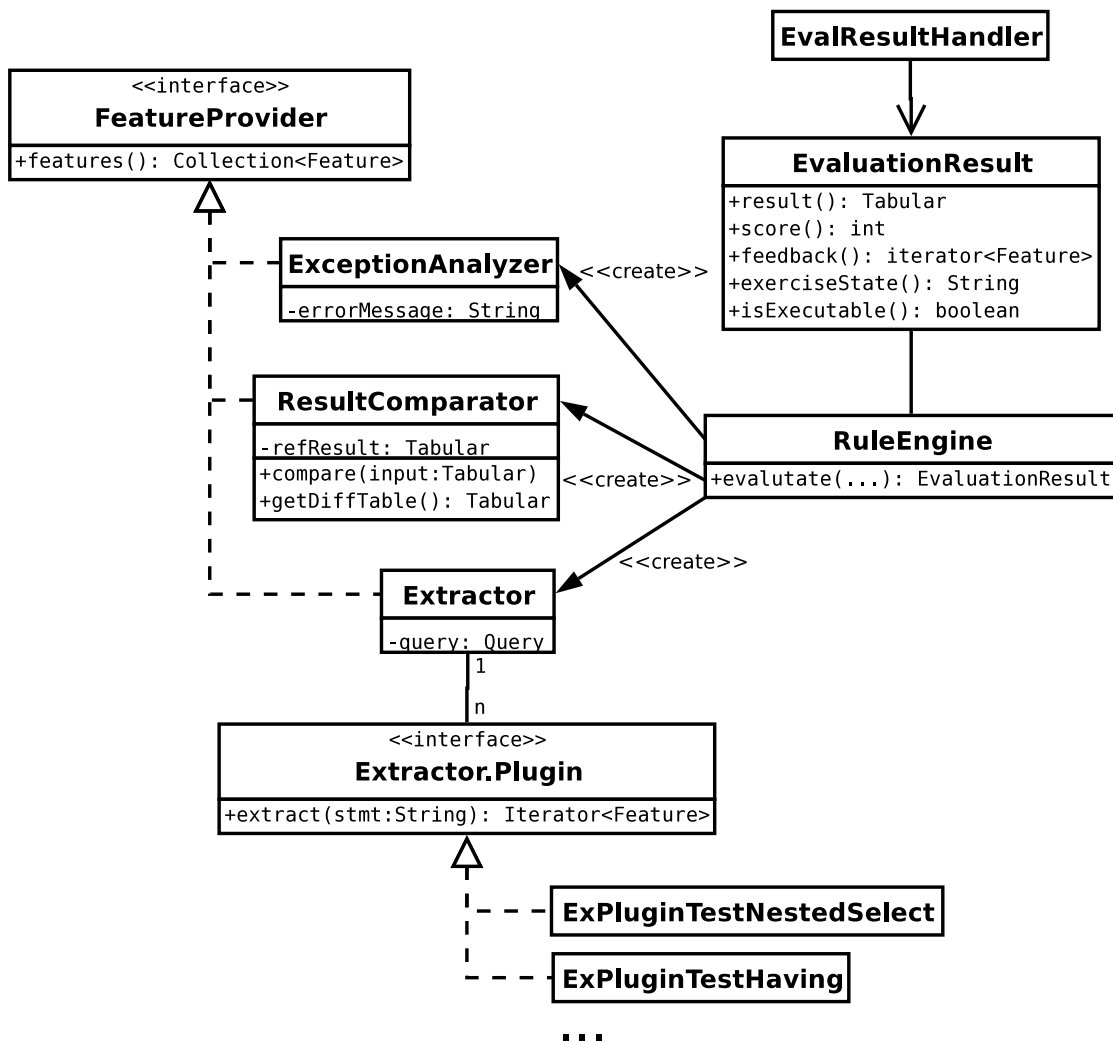 EvalResultHandler
<<interface>>
FeatureProvider
+features(): Collection<Feature>
EvaluationResult
+result(): Tabular
+score(): int
+feedback(): iterator<Feature>
+exerciseState(): String
+isExecutable(): boolean
ExceptionAnalyzer
-errorMessage: String
<<create>>
ResultComparator
-refResult: Tabular
+compare(input:Tabular)
+getDiffTable(): Tabular
<<create>>
RuleEngine
+evalutate(...): EvaluationResult
<<create>>
Extractor
-query: Query
1
n
<<interface>>
Extractor.Plugin
+extract(stmt:String): Iterator<Feature>
ExPluginTestNestedSelect
ExPluginTestHaving
...